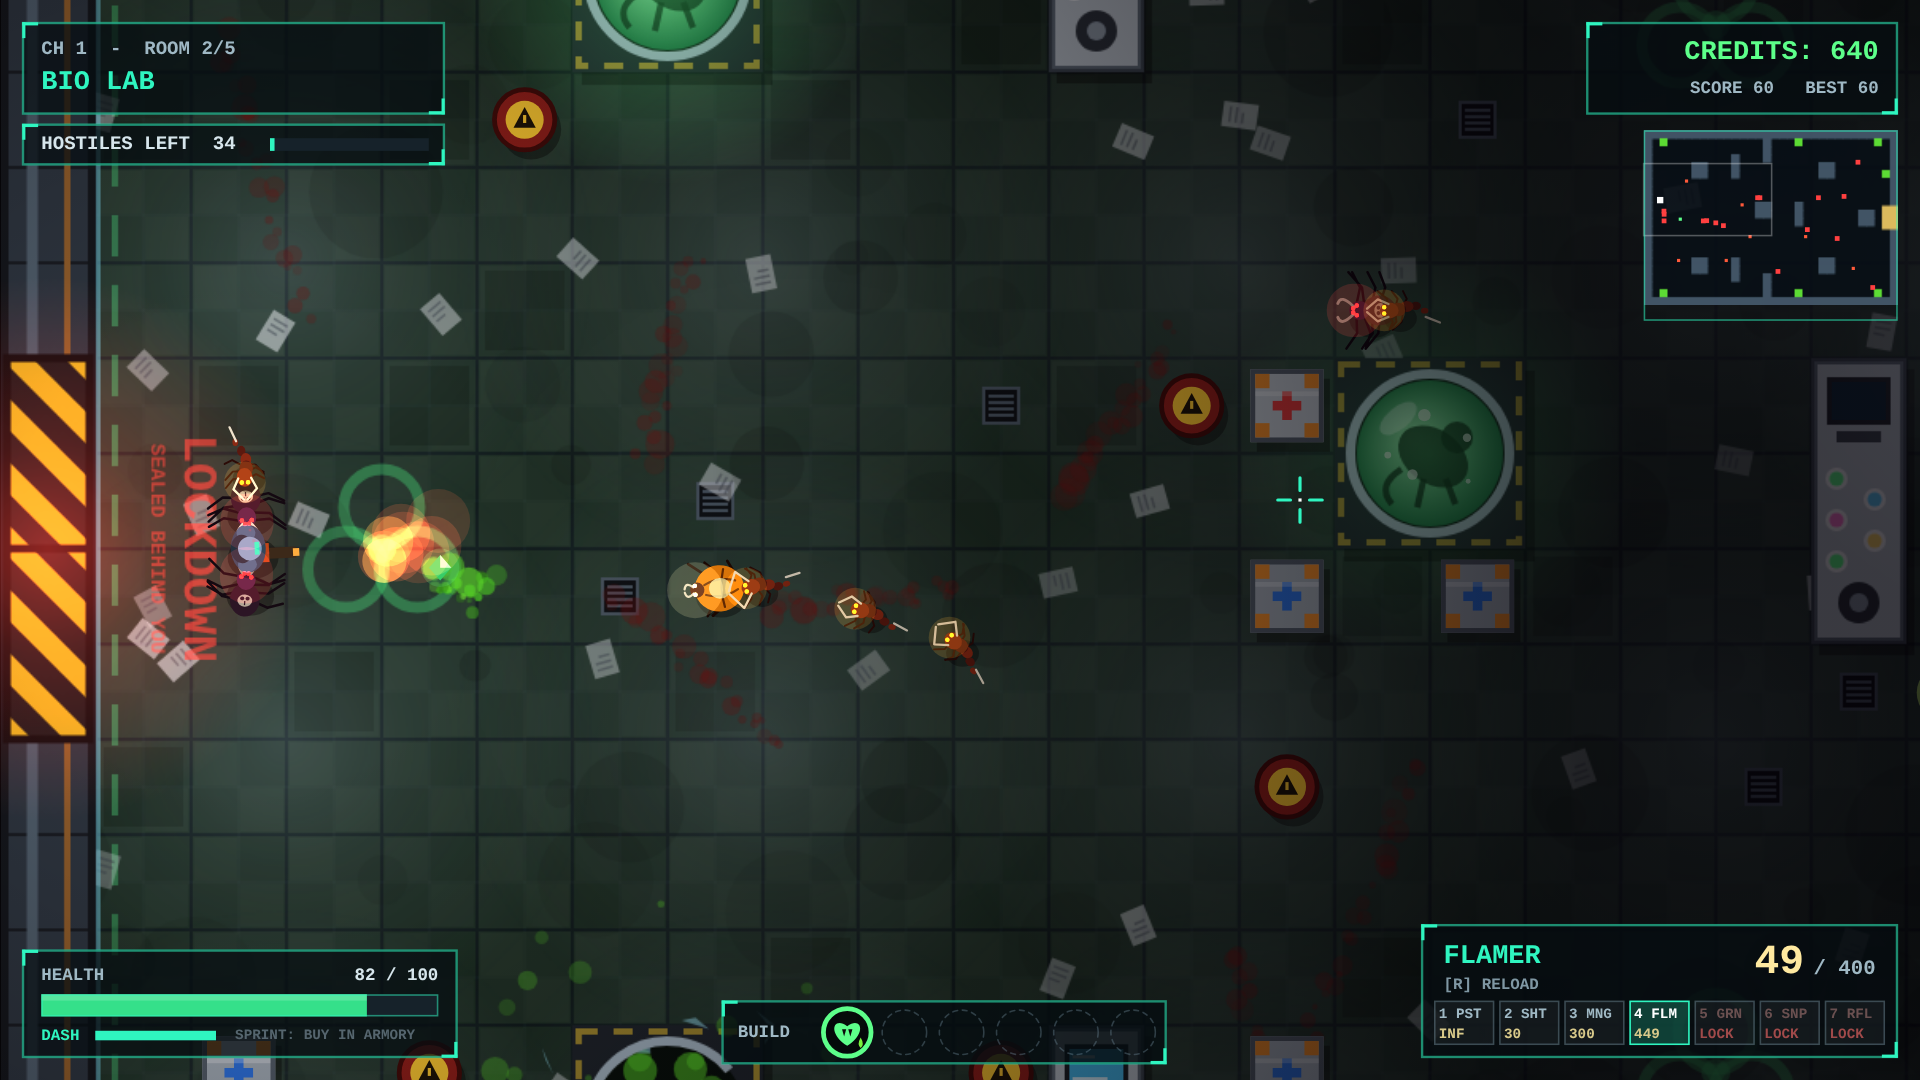 CH 1 - ROOM 2/5
BIO LAB
HOSTILES LEFT 34
CREDITS: 640
SCORE 60 BEST 60
LOCKDOWN
SEALED BEHIND YOU
HEALTH 82 / 100
DASH SPRINT: BUY IN ARMORY
BUILD
FLAMER 49 / 400
[R] RELOAD
1 PST 2 SHT 3 MNG 4 FLM 5 GRN 6 SNP 7 RFL
INF 30 300 449 LOCK LOCK LOCK